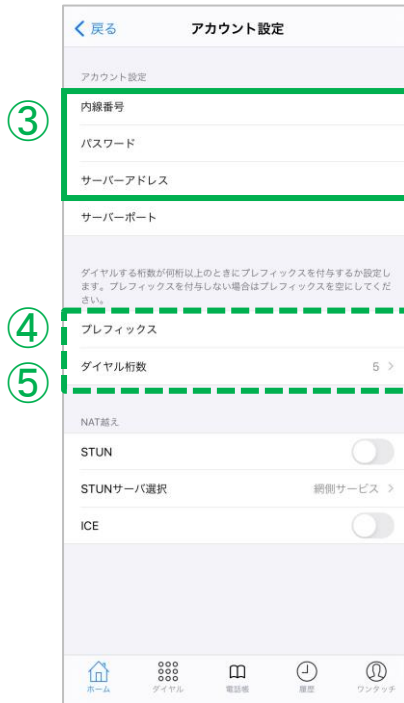 戻る アカウント設定
アカウント設定
③
内線番号
パスワード
サーバーアドレス
サーバーポート
ダイヤルする桁数が何桁以上のときにプレフィックスを付与するか設定し
ます。プレフィックスを付与しない場合はプレフィックスを空にしてくだ
さい。
④ プレフィックス
⑤ ダイヤル桁数 5 >
NAT越え
STUN
STUNサーバ選択 網側サービス >
ICE
ホーム ダイヤル 電話帳 履歴 ワンタッチ